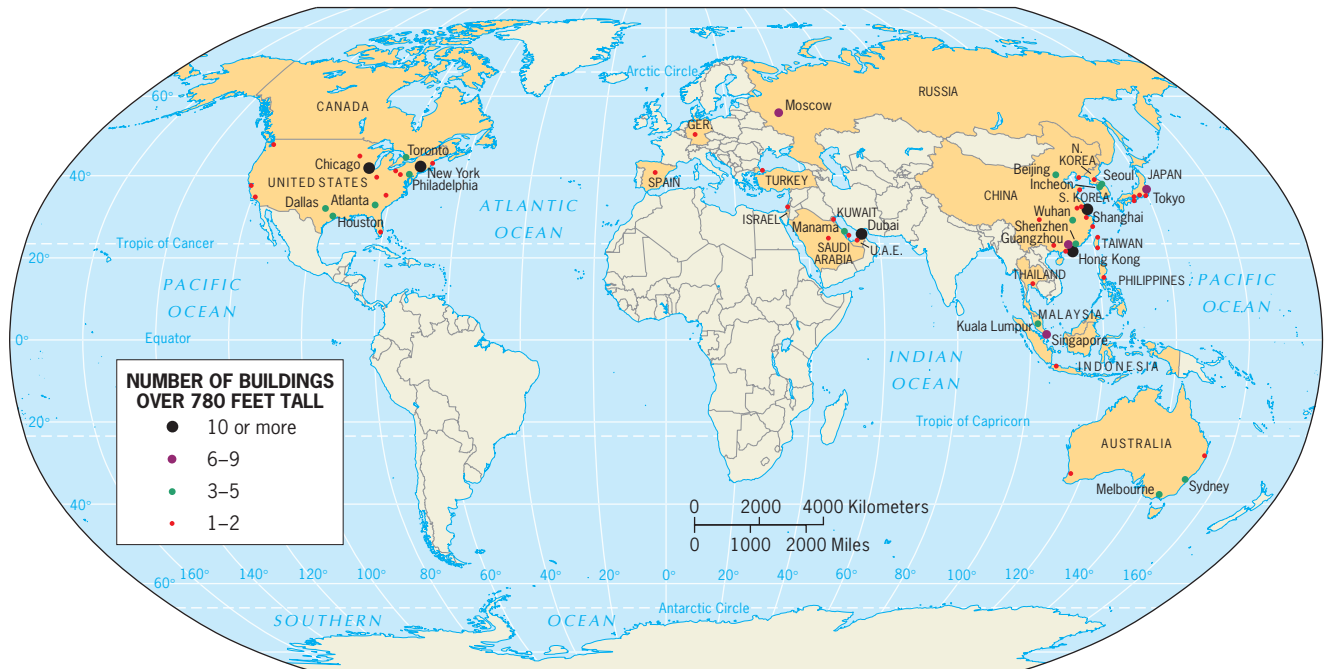 Arctic Circle
60°
CANADA
RUSSIA
Moscow
GER.
Toronto
Chicago
New York
Philadelphia
UNITED STATES
Dallas
Atlanta
Houston
40°
SPAIN
TURKEY
N.
KOREA
Beijing
Seoul
JAPAN
Incheon
S. KOREA
Tokyo
CHINA
Wuhan
Shanghai
Shenzhen
Guangzhou
TAIWAN
Hong Kong
ISRAEL
KUWAIT
Manama
Dubai
SAUDI
ARABIA
U.A.E.
ATLANTIC
OCEAN
Tropic of Cancer
20°
THAILAND
PHILIPPINES
PACIFIC
OCEAN
PACIFIC
OCEAN
MALAYSIA
Kuala Lumpur
Singapore
Equator
0°
INDIAN
OCEAN
INDONESIA
NUMBER OF BUILDINGS
OVER 780 FEET TALL
10 or more
6–9
3–5
1–2
20°
Tropic of Capricorn
AUSTRALIA
Melbourne
Sydney
40°
0 2000 4000 Kilometers
0 1000 2000 Miles
60° 160° 140° 120° 100° 80° 60° 40° 20° 0° 20° 40° 60° 80° 100° 120° 140° 160° 60°
Antarctic Circle
SOUTHERN OCEAN